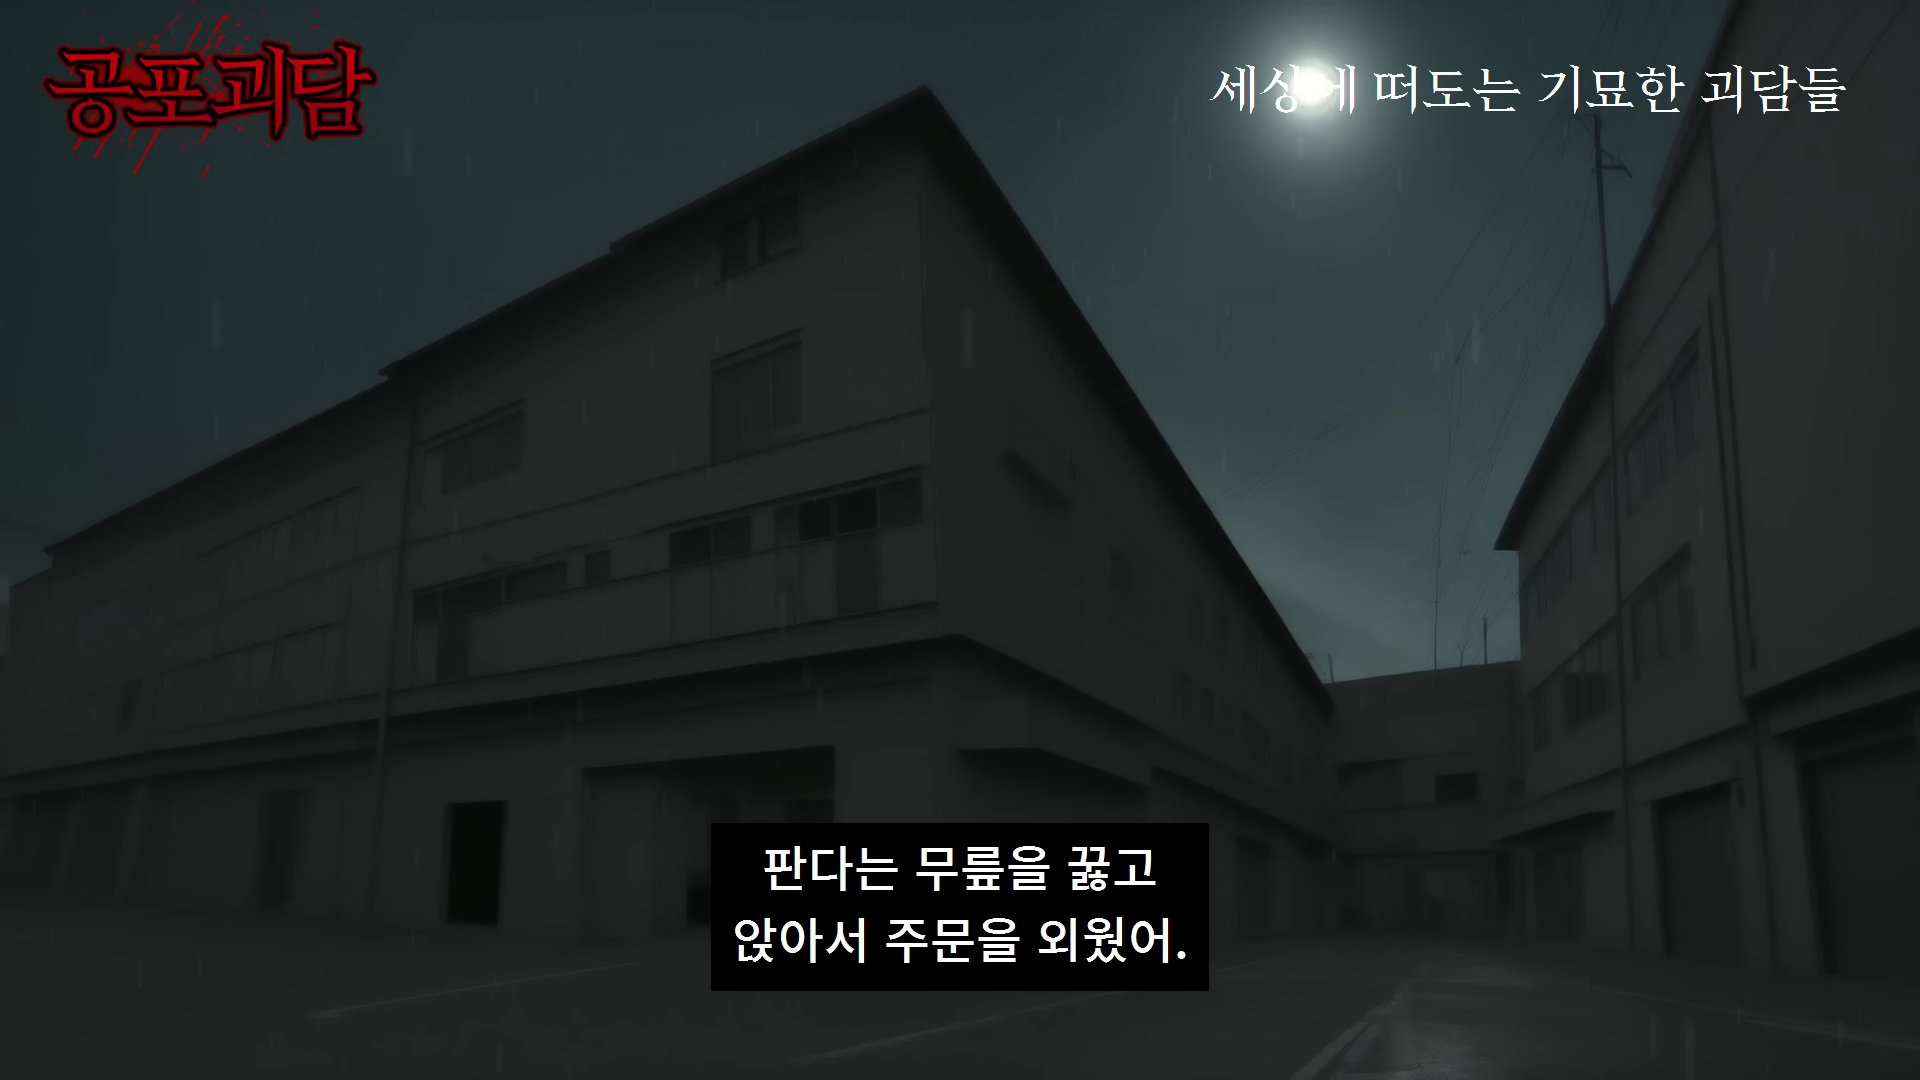 공포괴담
세상에 떠도는 기묘한 괴담들
판다는 무릎을 꿇고
앉아서 주문을 외웠어.